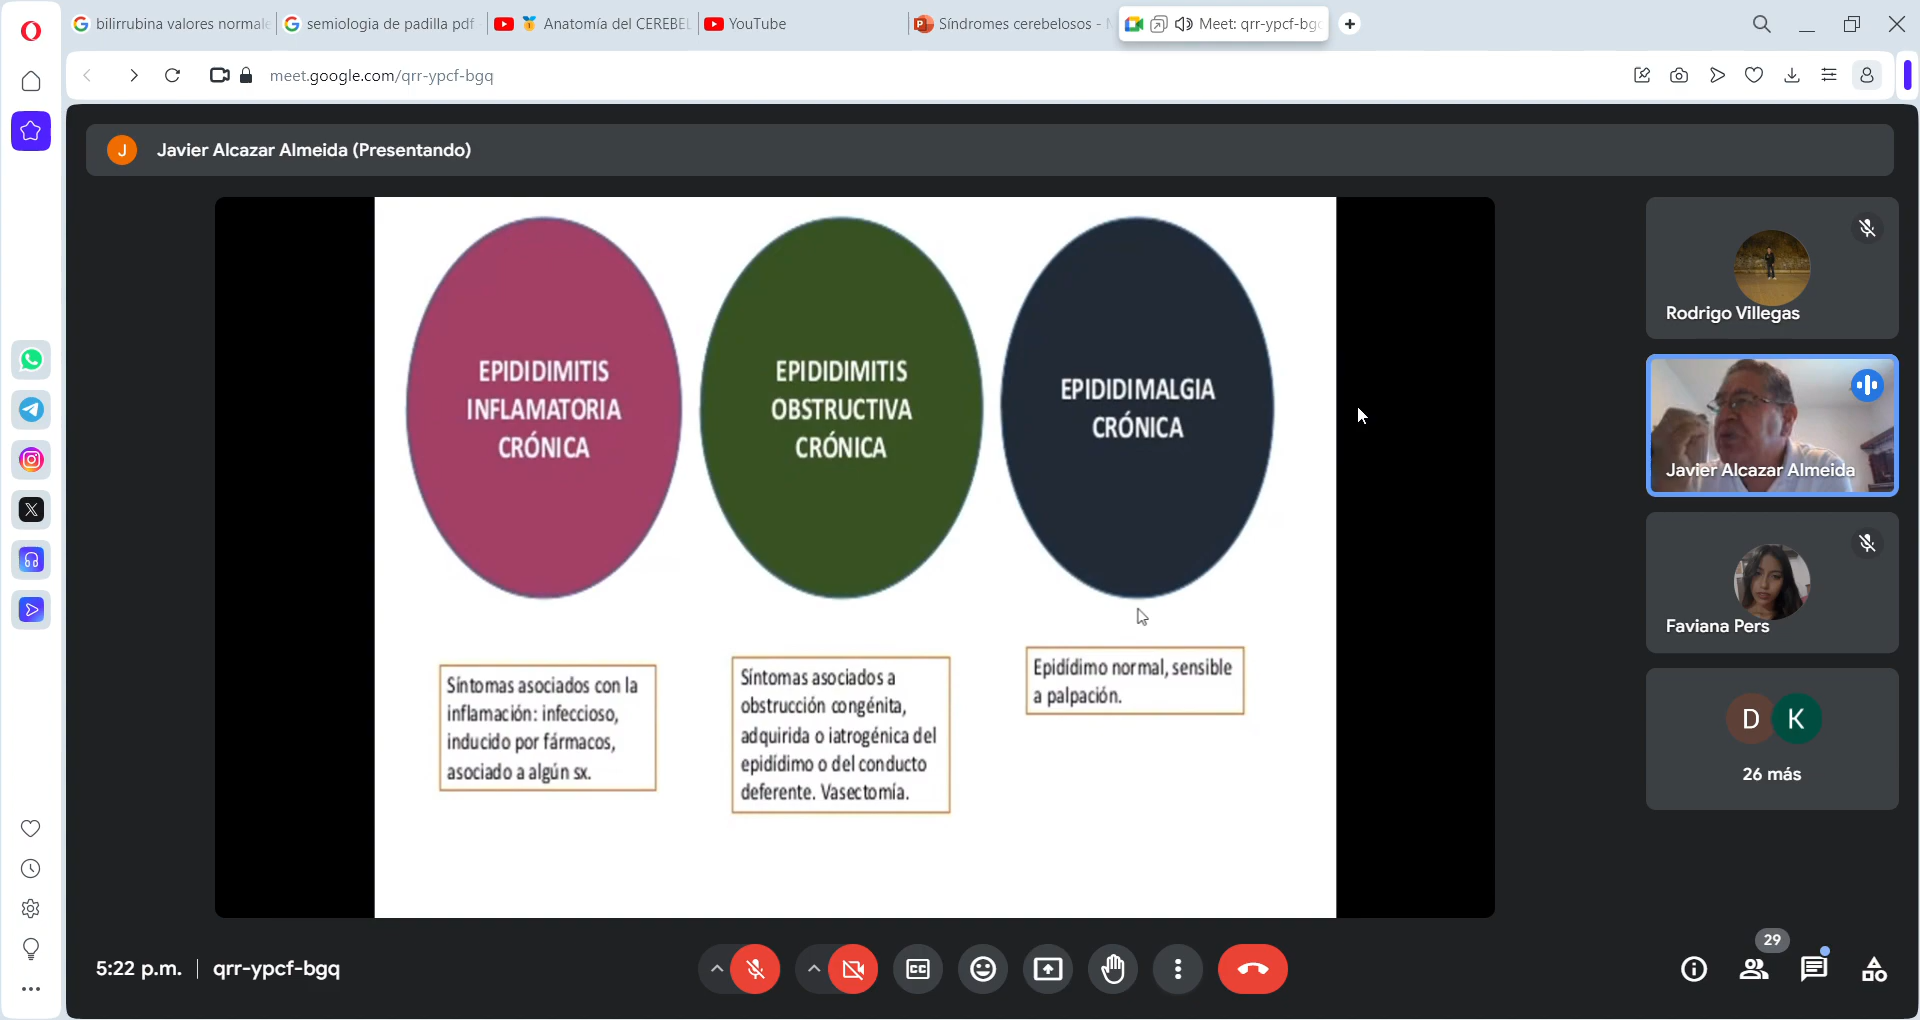 bilirrubina valores normale
semiologia de padilla pdf
Anatomía del CEREBEL
YouTube
Síndromes cerebelosos -
Meet: qrr-ypcf-bgq
meet.google.com/qrr-ypcf-bgq
J
Javier Alcazar Almeida (Presentando)
EPIDIDIMITIS
INFLAMATORIA
CRÓNICA
EPIDIDIMITIS
OBSTRUCTIVA
CRÓNICA
EPIDIDIMALGIA
CRÓNICA
Síntomas asociados con la
inflamación: infeccioso,
inducido por fármacos,
asociado a algún sx.
Síntomas asociados a
obstrucción congénita,
adquirida o iatrogénica del
epidídimo o del conducto
deferente. Vasectomía.
Epidídimo normal, sensible
a palpación.
Rodrigo Villegas
Javier Alcazar Almeida
Faviana Pers
D K
26 más
5:22 p.m. | qrr-ypcf-bgq
CC
29